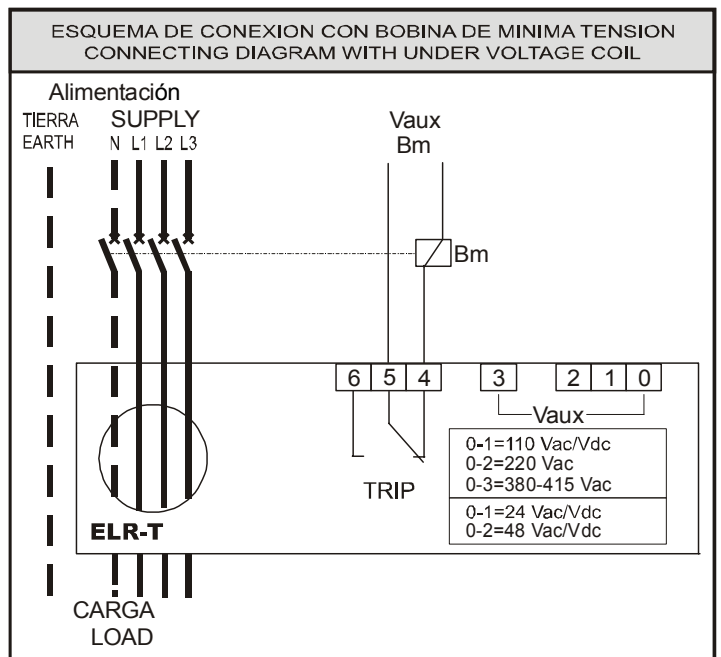 ESQUEMA DE CONEXION CON BOBINA DE MINIMA TENSION
CONNECTING DIAGRAM WITH UNDER VOLTAGE COIL
Alimentación
TIERRA SUPPLY
EARTH N L1 L2 L3
Vaux
Bm
Bm
6 5 4 3 2 1 0
Vaux
TRIP
0-1=110 Vac/Vdc
0-2=220 Vac
0-3=380-415 Vac
0-1=24 Vac/Vdc
0-2=48 Vac/Vdc
ELR-T
CARGA
LOAD